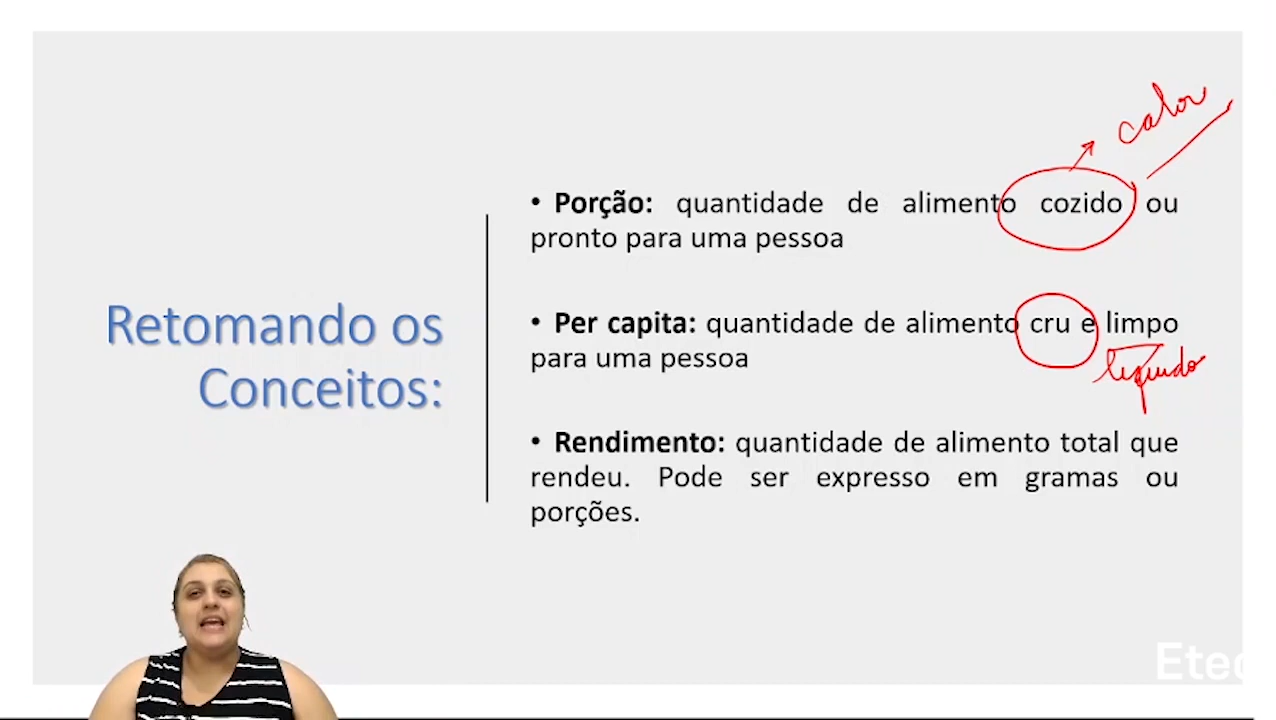 Retomando os
Conceitos:
calor
• Porção: quantidade de alimento cozido ou
pronto para uma pessoa
• Per capita: quantidade de alimento cru e limpo
para uma pessoa
• Rendimento: quantidade de alimento total que
rendeu. Pode ser expresso em gramas ou
porções.
Etec